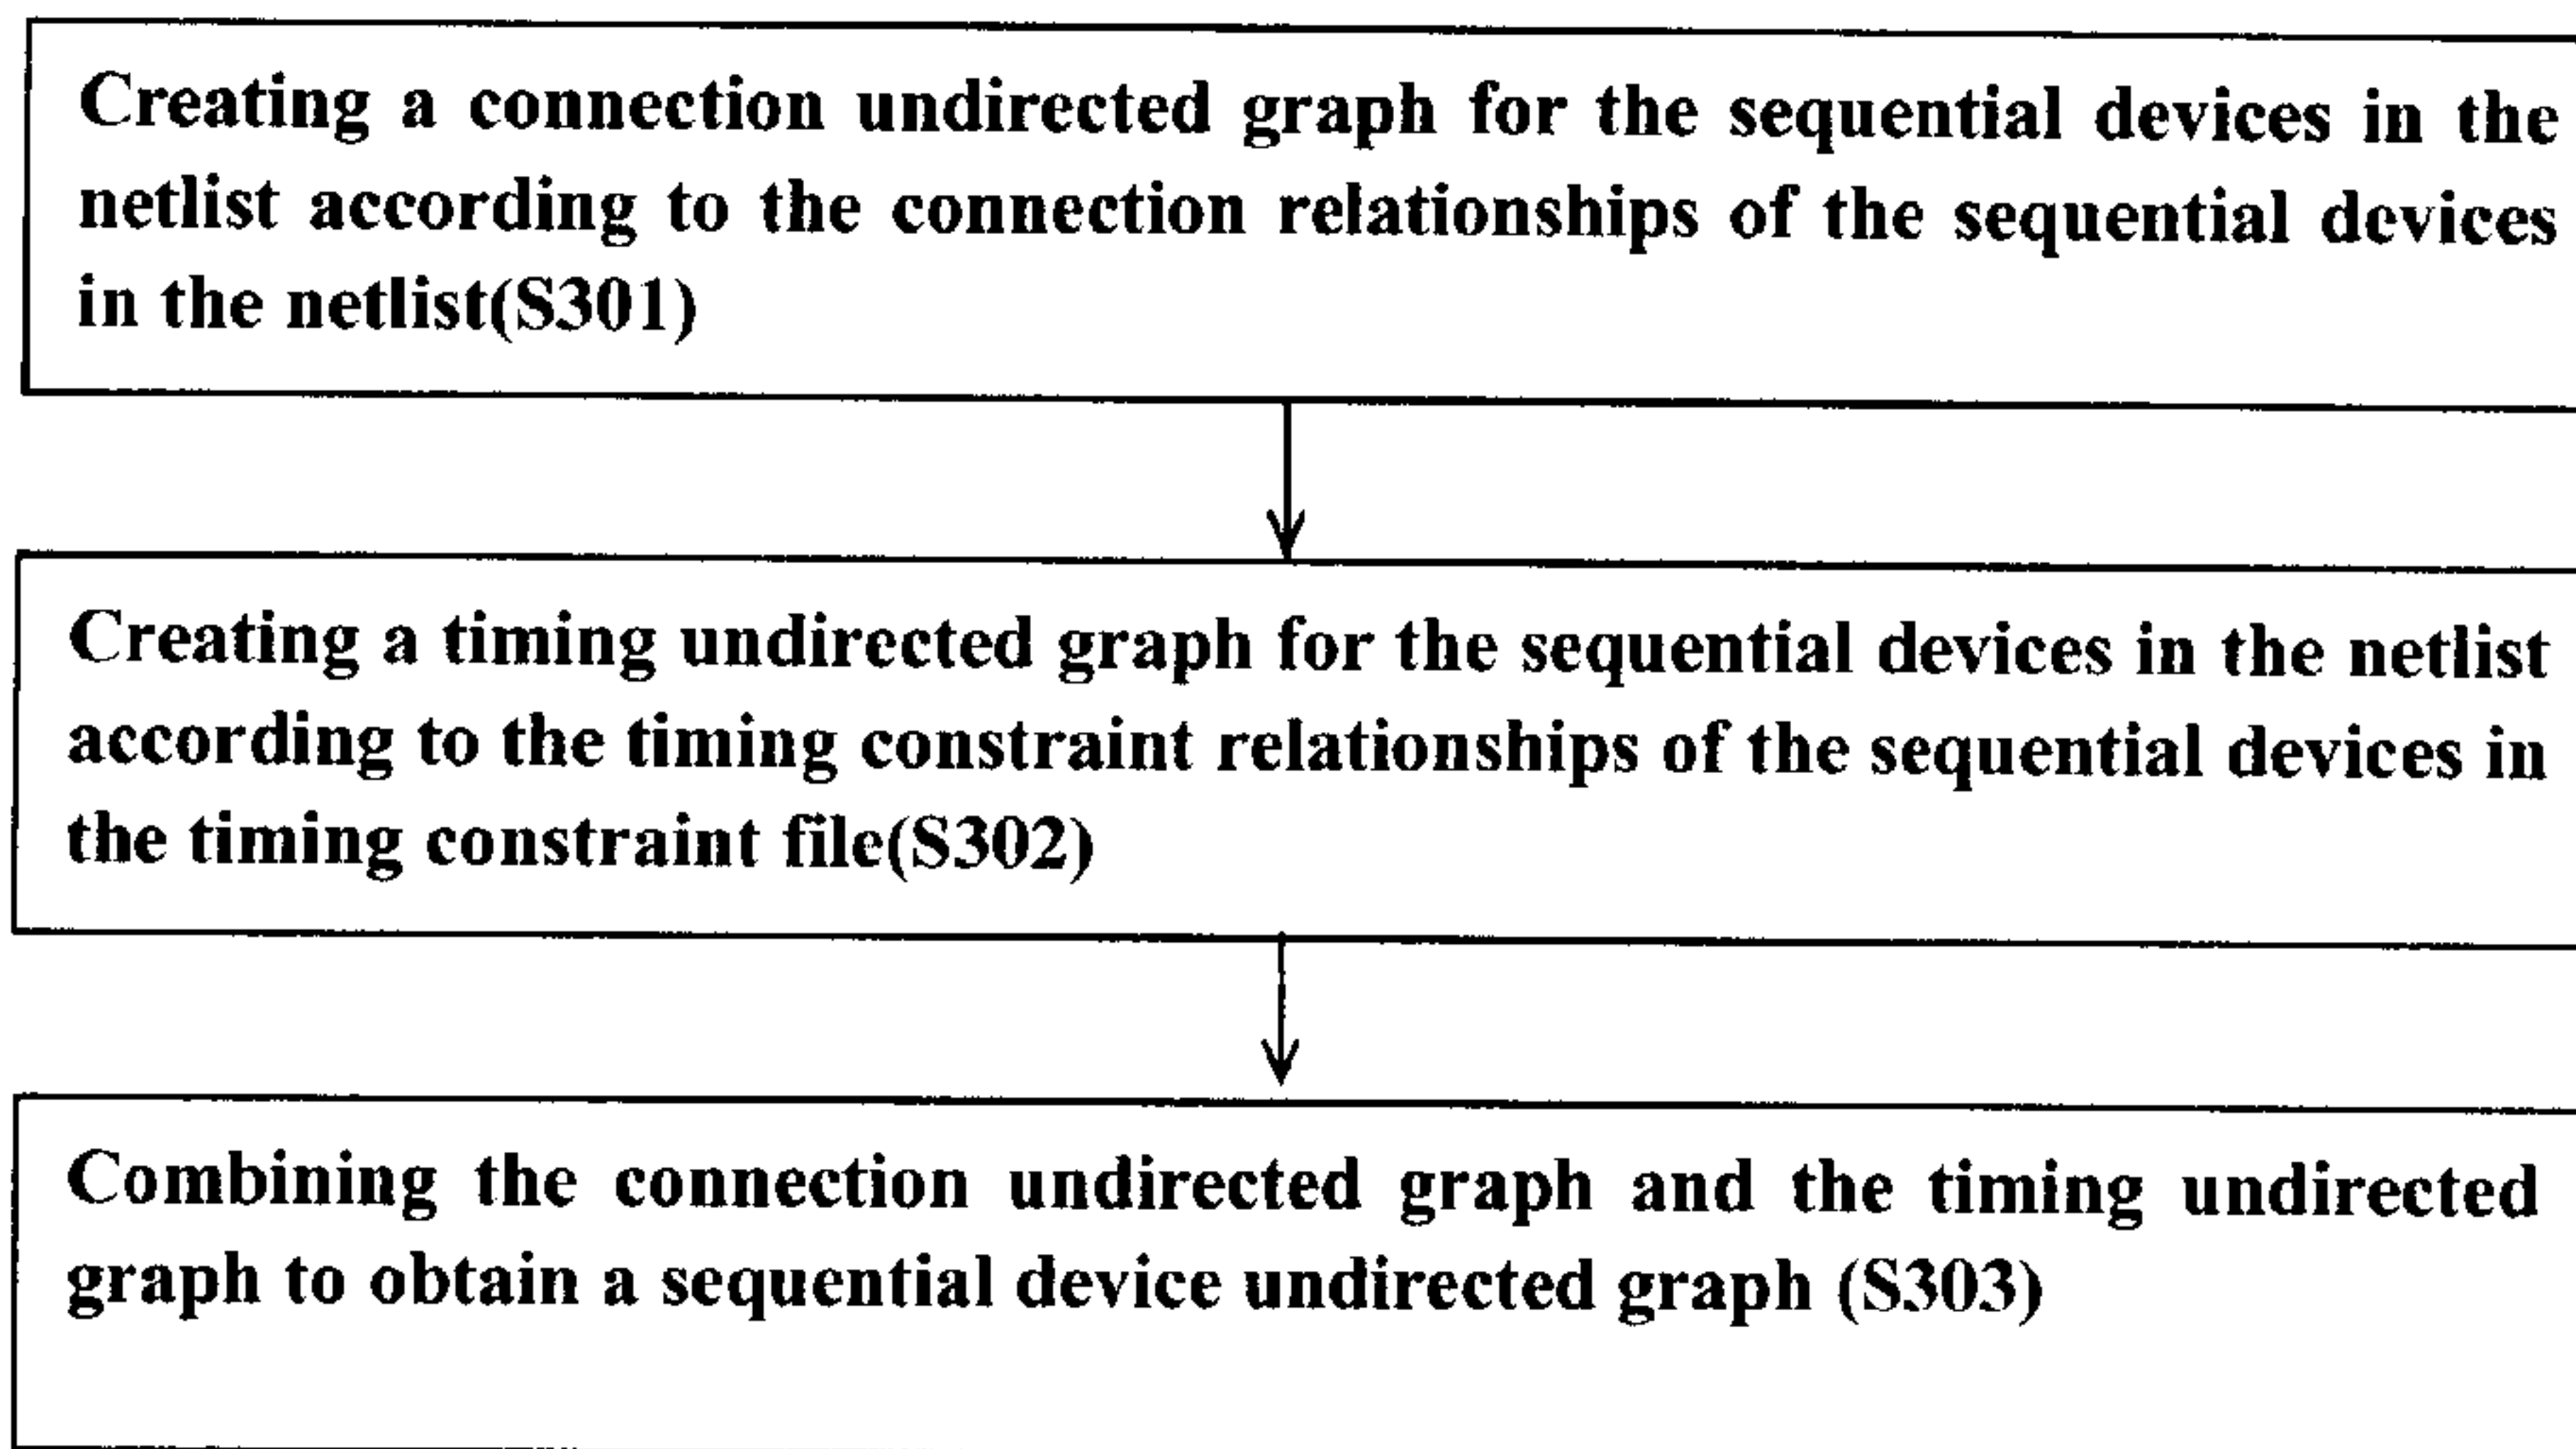 Creating a connection undirected graph for the sequential devices in the
netlist according to the connection relationships of the sequential devices
in the netlist(S301)
Creating a timing undirected graph for the sequential devices in the netlist
according to the timing constraint relationships of the sequential devices in
the timing constraint file(S302)
Combining the connection undirected graph and the timing undirected
graph to obtain a sequential device undirected graph (S303)